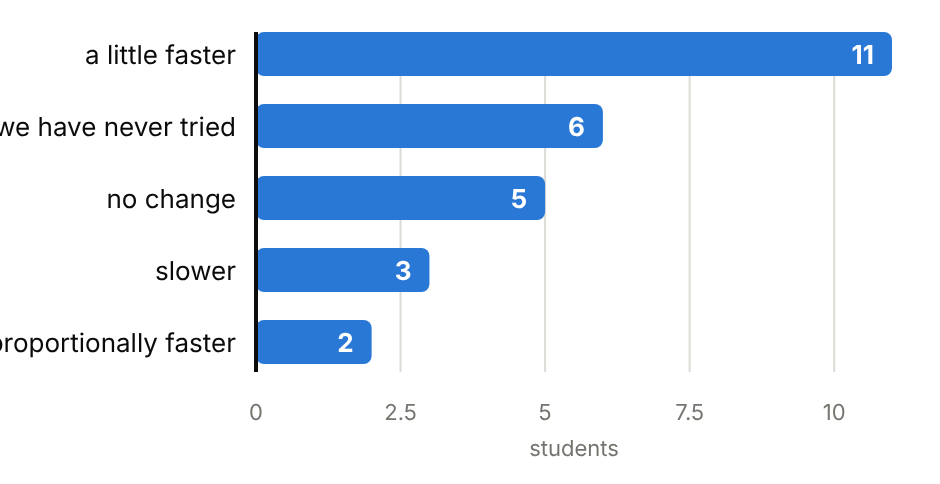 a little faster 11
we have never tried 6
no change 5
slower 3
proportionally faster 2
0 2.5 5 7.5 10
students